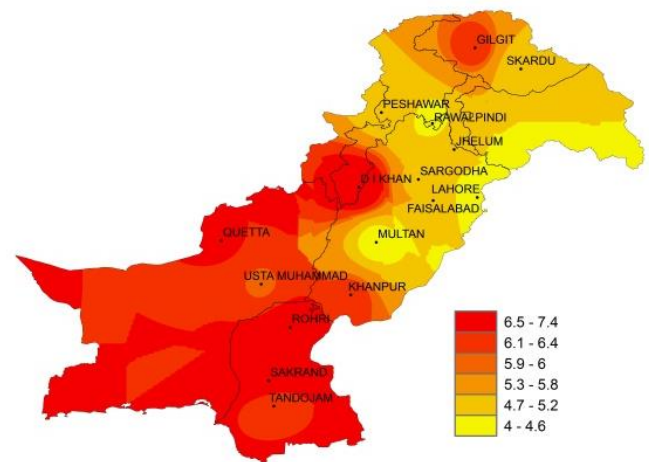 GILGIT
SKARDU
PESHAWAR
RAWALPINDI
JHELUM
D I KHAN
SARGODHA
LAHORE
FAISALABAD
QUETTA
MULTAN
USTA MUHAMMAD
KHANPUR
ROHRI
SAKRAND
TANDOJAM
6.5 - 7.4
6.1 - 6.4
5.9 - 6
5.3 - 5.8
4.7 - 5.2
4 - 4.6